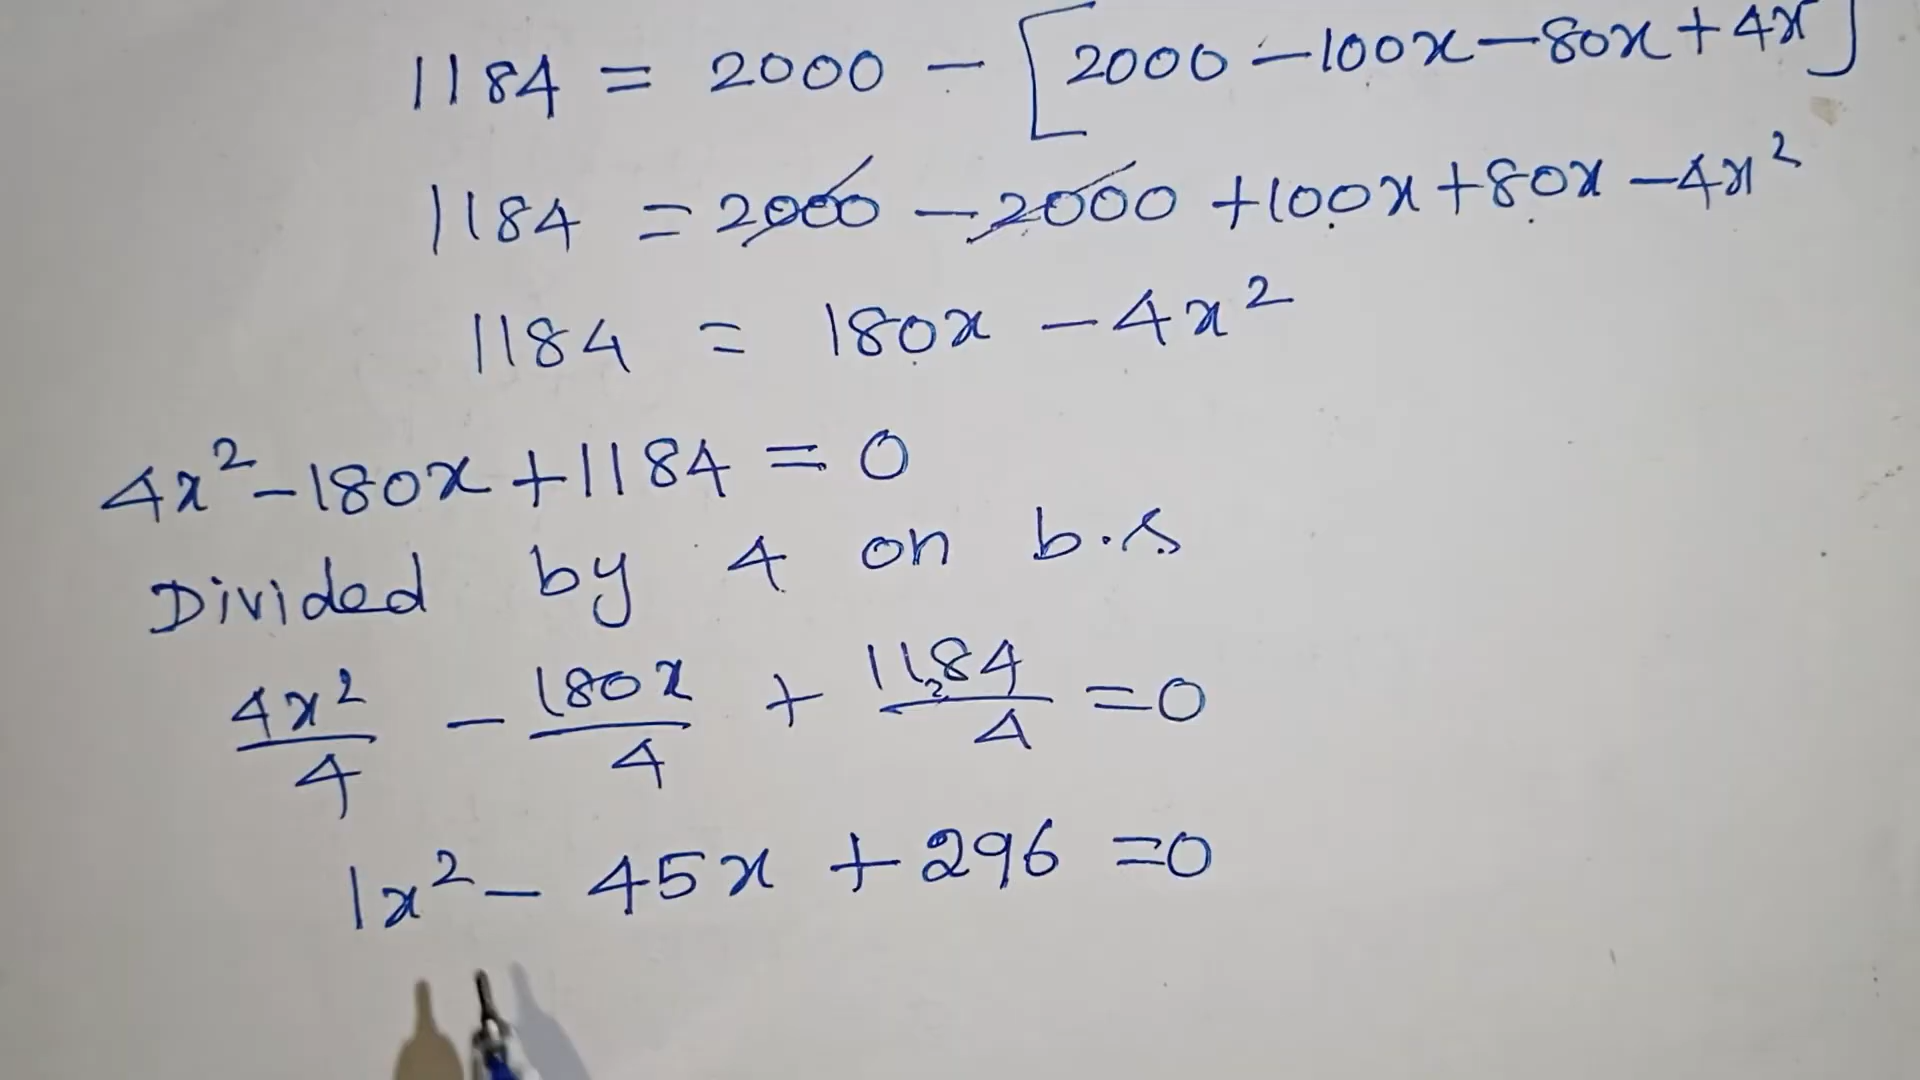 1184 = 2000 - [2000 - 100x - 80x + 4x]
1184 = 2000 - 2000 + 100x + 80x - 4x²
1184 = 180x - 4x²
4x² - 180x + 1184 = 0
Divided by 4 on b.s
4x²/4 - 180x/4 + 1184/4 = 0
1x² - 45x + 296 = 0